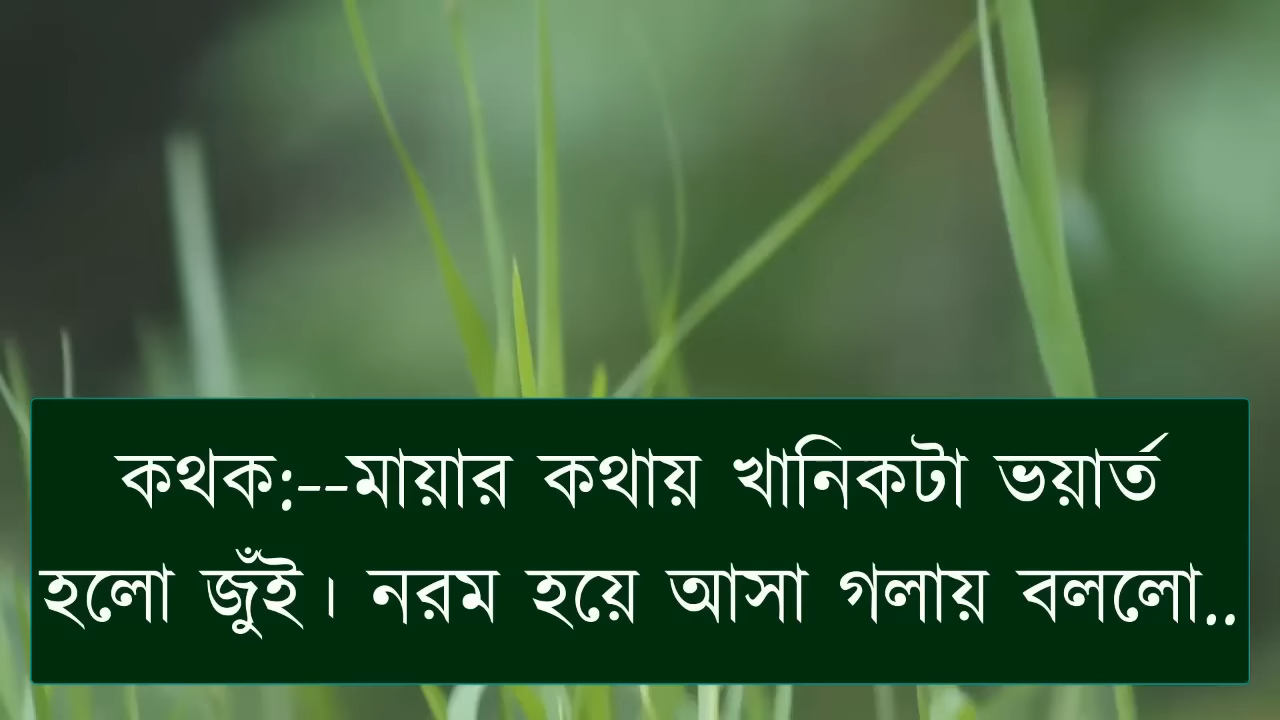 কথক:--মায়ার কথায় খানিকটা ভয়ার্ত
হলো জুঁই। নরম হয়ে আসা গলায় বললো..